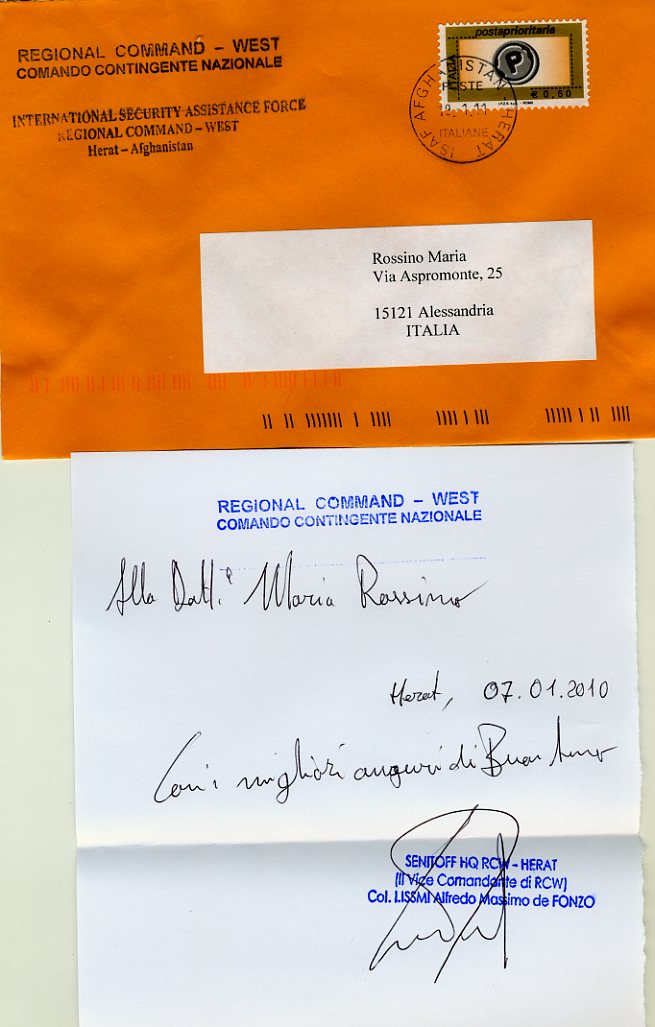 REGIONAL COMMAND – WEST
COMANDO CONTINGENTE NAZIONALE
INTERNATIONAL SECURITY ASSISTANCE FORCE
REGIONAL COMMAND – WEST
Herat – Afghanistan
postaprioritaria
ITALIA
P
€ 0,60
ISAF AFGHANISTAN HERAT
POSTE
ITALIANE
Rossino Maria
Via Aspromonte, 25
15121 Alessandria
ITALIA
REGIONAL COMMAND – WEST
COMANDO CONTINGENTE NAZIONALE
Alla Dott. Maria Rossino
Herat, 07.01.2010
Con i migliori auguri di Buon Anno
SENITOFF HQ RCW - HERAT
(Il Vice Comandante di RCW)
Col. I.ISSMI Alfredo Massimo de FONZO